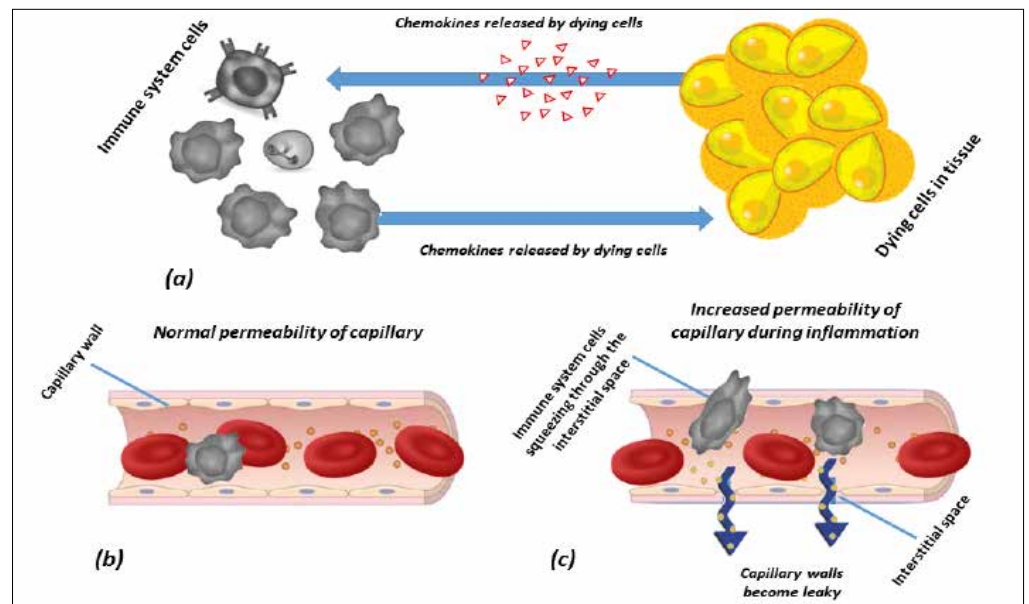 Chemokines released by dying cells
Immune system cells
Dying cells in tissue
Chemokines released by dying cells
(a)
Normal permeability of capillary
Capillary wall
(b)
Increased permeability of
capillary during inflammation
Immune system cells
squeezing through the
interstitial space
Interstitial space
(c)
Capillary walls
become leaky